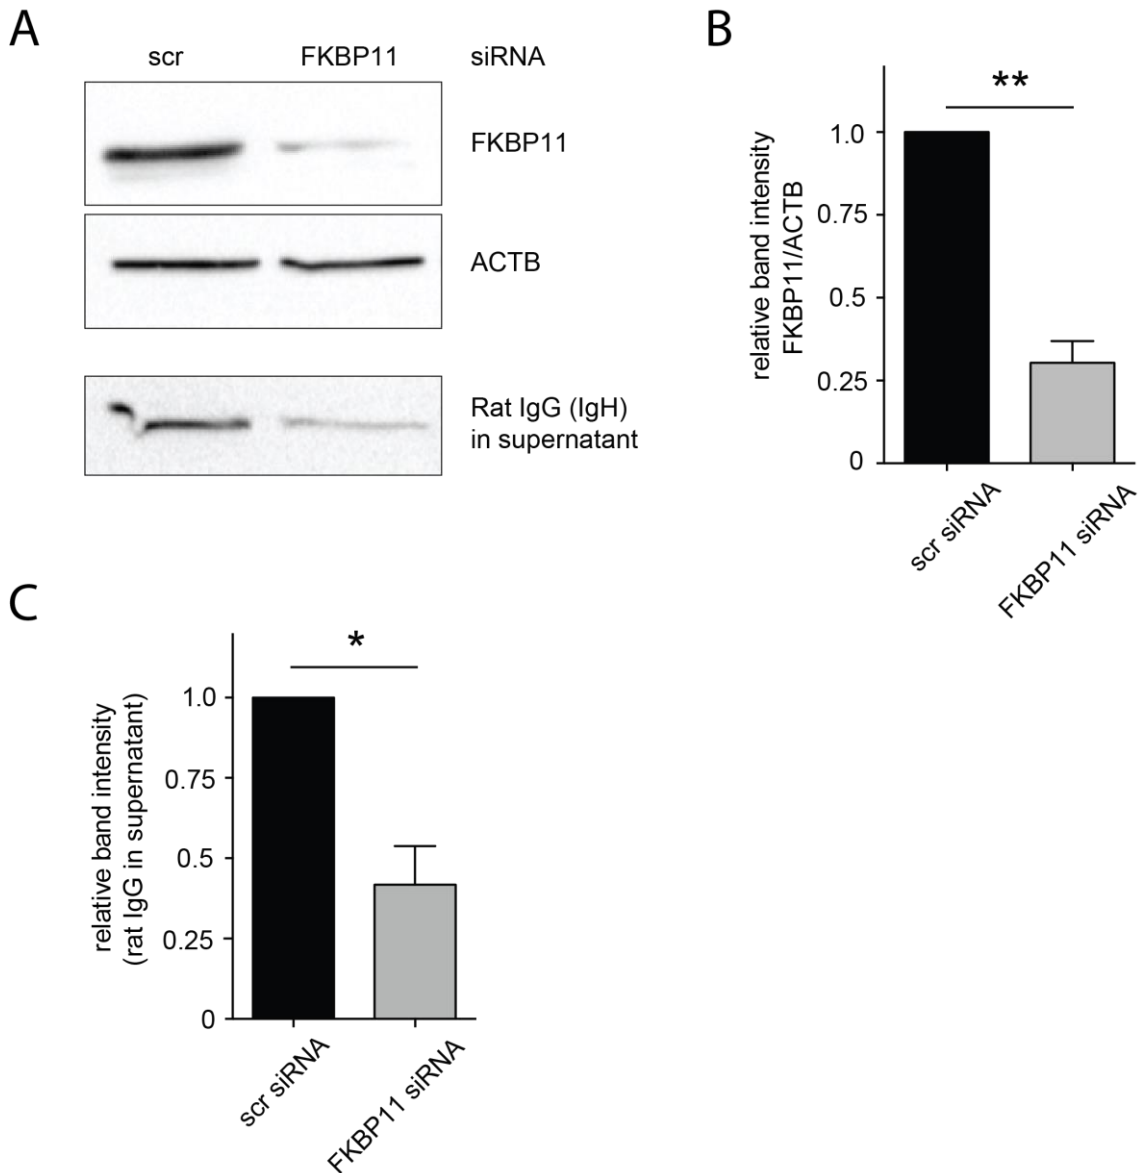 A
scr FKBP11 siRNA
FKBP11
ACTB
Rat IgG (IgH)
in supernatant
B
**
relative band intensity
FKBP11/ACTB
1.0
0.75
0.5
0.25
0
scr siRNA
FKBP11 siRNA
C
*
relative band intensity
(rat IgG in supernatant)
1.0
0.75
0.5
0.25
0
scr siRNA
FKBP11 siRNA